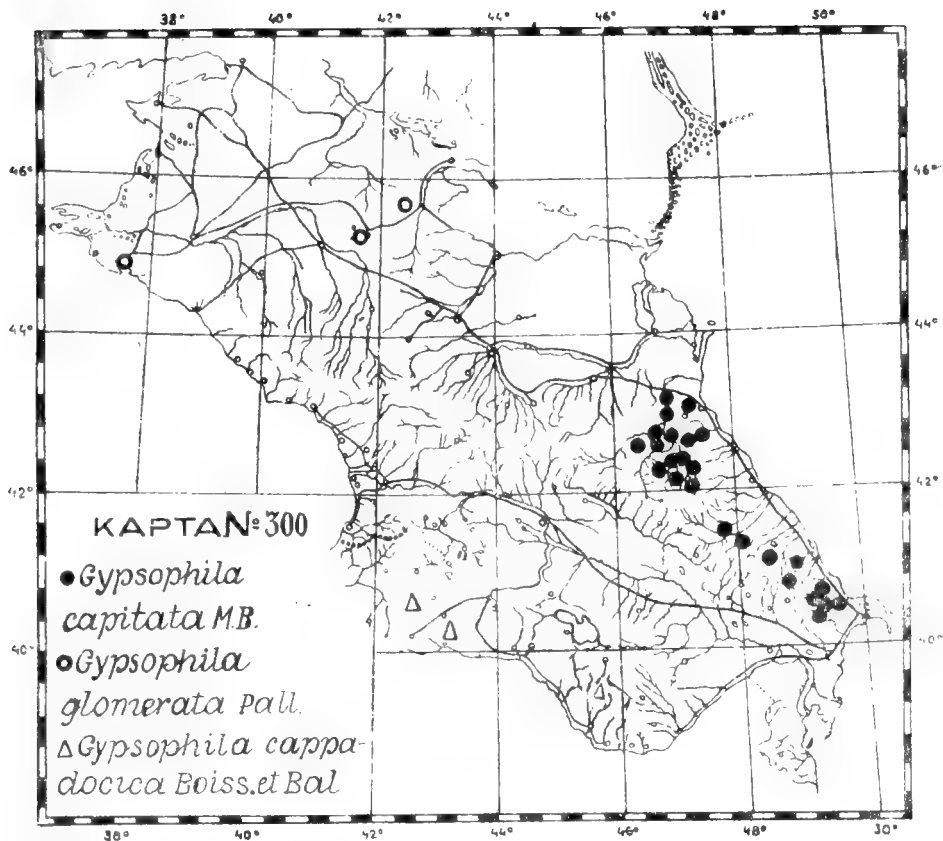 38° 40° 42° 44° 46° 48° 50°
46° 46°
44° 44°
42° 42°
КАРТА№300
Gypsophila
capitata M.B.
40° 40°
Gypsophila
glomerata Pall.
Gypsophila cappa-
docica Boiss. et Bal
38° 40° 42° 44° 46° 48° 50°